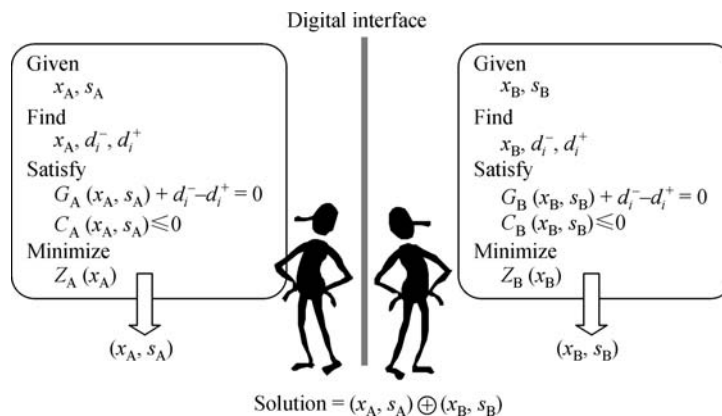 Digital interface
Given
x_A, s_A
Find
x_A, d_i^-, d_i^+
Satisfy
G_A (x_A, s_A) + d_i^- – d_i^+ = 0
C_A (x_A, s_A) ≤ 0
Minimize
Z_A (x_A)
(x_A, s_A)
Given
x_B, s_B
Find
x_B, d_i^-, d_i^+
Satisfy
G_B (x_B, s_B) + d_i^- – d_i^+ = 0
C_B (x_B, s_B) ≤ 0
Minimize
Z_B (x_B)
(x_B, s_B)
Solution = (x_A, s_A) ⊕ (x_B, s_B)